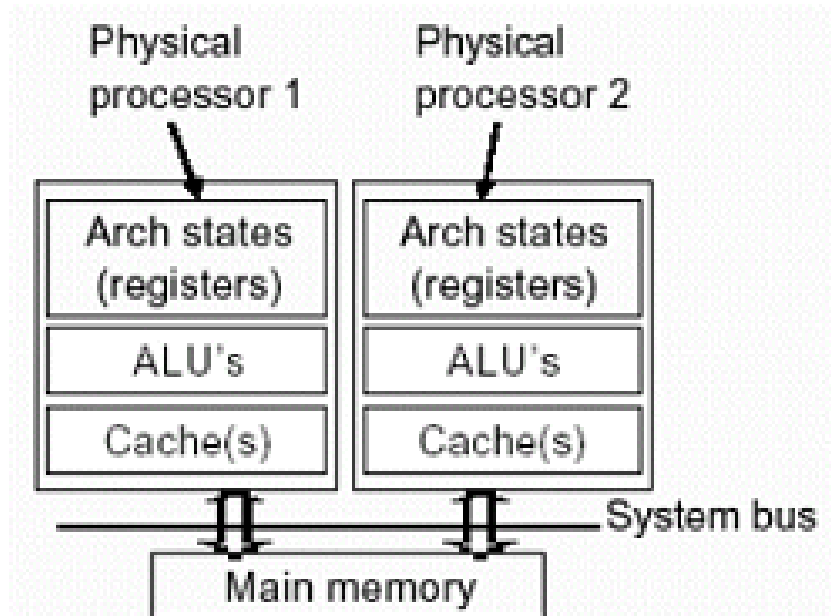 Physical
processor 1
Physical
processor 2
Arch states
(registers)
ALU's
Cache(s)
Arch states
(registers)
ALU's
Cache(s)
System bus
Main memory